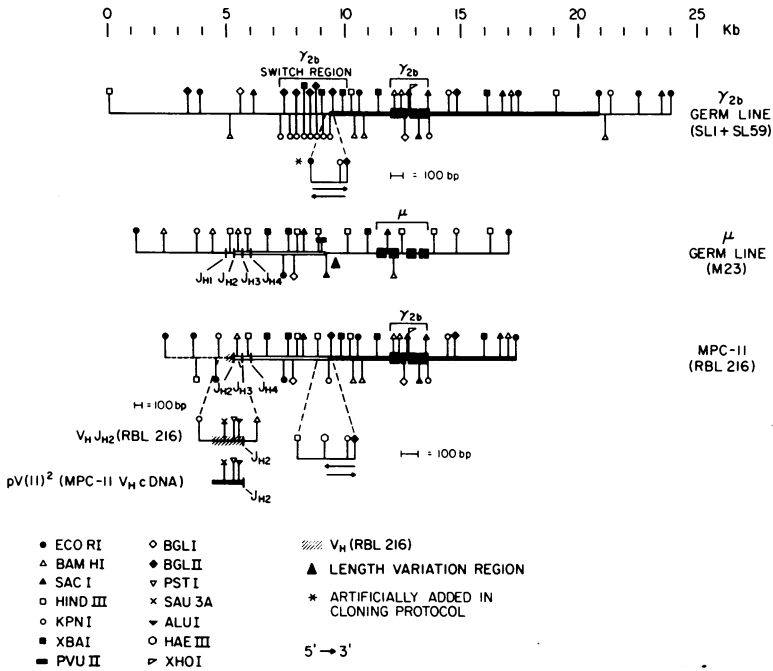 0 5 10 15 20 25 Kb
γ2b
SWITCH REGION
γ2b
γ2b
GERM LINE
(SL1 + SL59)
*
= 100 bp
μ
μ
GERM LINE
(M23)
JH1 JH2 JH3 JH4
γ2b
MPC-11
(RBL 216)
JH2 JH3 JH4
= 100 bp
VH JH2 (RBL 216)
JH2
= 100 bp
pV(11)2 (MPC-11 VH cDNA)
JH2
ECO RI
BAM HI
SAC I
HIND III
KPN I
XBAI
PVU II
BGL I
BGL II
PST I
SAU 3A
ALU I
HAE III
XHO I
VH (RBL 216)
LENGTH VARIATION REGION
* ARTIFICIALLY ADDED IN
CLONING PROTOCOL
5' → 3'